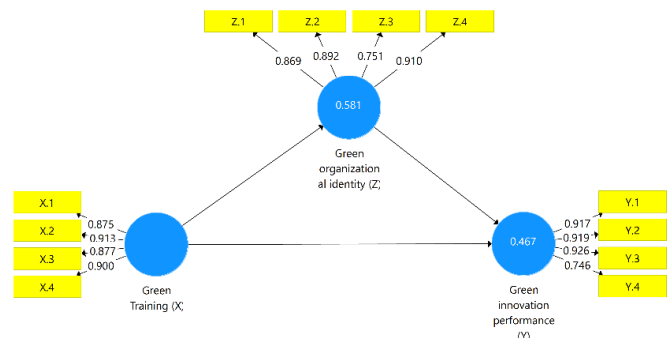 Z.1 Z.2 Z.3 Z.4
0.869 0.892 0.751 0.910
0.581
Green
organization
al identity (Z)
X.1
X.2
X.3
X.4
0.875
0.913
0.877
0.900
Green
Training (X)
0.467
Green
innovation
performance
(Y)
0.917
0.919
0.926
0.746
Y.1
Y.2
Y.3
Y.4